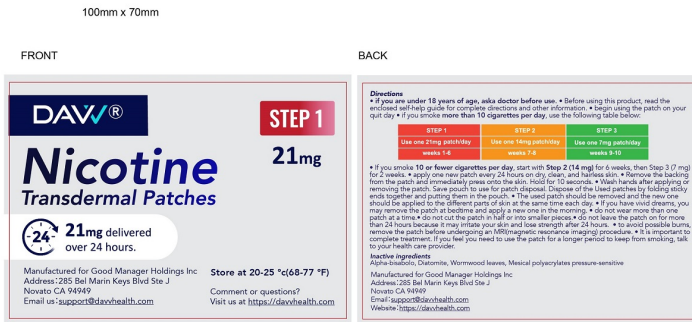 100mm x 70mm
FRONT
DAVV®
STEP 1
21mg
Nicotine
Transdermal Patches
24
21mg delivered
over 24 hours.
Manufactured for Good Manager Holdings Inc
Address:285 Bel Marin Keys Blvd Ste J
Novato CA 94949
Email us:support@davvhealth.com
Store at 20-25 °c(68-77 °F)
Comment or questions?
Visit us at https://davvhealth.com
BACK
Directions
• if you are under 18 years of age, aska doctor before use. • Before using this product, read the
enclosed self-help guide for complete directions and other information. • begin using the patch on your
quit day • if you smoke more than 10 cigarettes per day, use the following table below:
STEP 1 STEP 2 STEP 3
Use one 21mg patch/day Use one 14mg patch/day Use one 7mg patch/day
weeks 1-6 weeks 7-8 weeks 9-10
• If you smoke 10 or fewer cigarettes per day, start with Step 2 (14 mg) for 6 weeks, then Step 3 (7 mg)
for 2 weeks. • apply one new patch every 24 hours on dry, clean, and hairless skin. • Remove the backing
from the patch and immediately press onto the skin. Hold for 10 seconds. • Wash hands after applying or
removing the patch. Save pouch to use for patch disposal. Dispose of the Used patches by folding sticky
ends together and putting them in the pouch. • The used patch should be removed and the new one
should be applied to the different parts of skin at the same time each day. • If you have vivid dreams, you
may remove the patch at bedtime and apply a new one in the morning. • do not wear more than one
patch at a time.• do not cut the patch in half or into smaller pieces.• do not leave the patch on for more
than 24 hours because it may irritate your skin and lose strength after 24 hours. • to avoid possible burns,
remove the patch before undergoing an MRI(magnetic resonance imaging) procedure. • It is important to
complete treatment. If you feel you need to use the patch for a longer period to keep from smoking, talk
to your health care provider.
Inactive ingredients
Alpha-bisabolo, Diatomite, Wormwood leaves, Mesical polyacrylates pressure-sensitive
Manufactured for Good Manager Holdings Inc
Address:285 Bel Marin Keys Blvd Ste J
Novato CA 94949
Email:support@davvhealth.com
Website:https://davvhealth.com